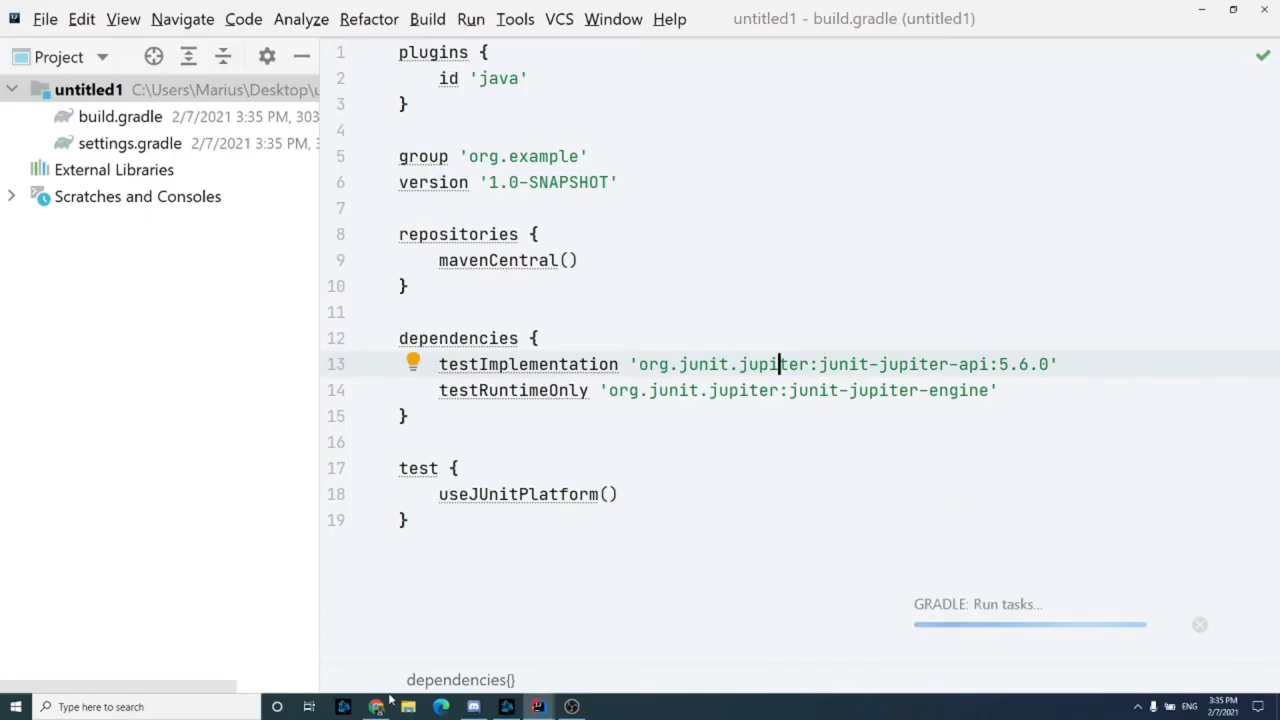 File Edit View Navigate Code Analyze Refactor Build Run Tools VCS Window Help untitled1 - build.gradle (untitled1)
Project
untitled1 C:\Users\Marius\Desktop\u
build.gradle 2/7/2021 3:35 PM, 303
settings.gradle 2/7/2021 3:35 PM,
External Libraries
Scratches and Consoles
1 plugins {
2 id 'java'
3 }
4
5 group 'org.example'
6 version '1.0-SNAPSHOT'
7
8 repositories {
9 mavenCentral()
10 }
11
12 dependencies {
13 testImplementation 'org.junit.jupiter:junit-jupiter-api:5.6.0'
14 testRuntimeOnly 'org.junit.jupiter:junit-jupiter-engine'
15 }
16
17 test {
18 useJUnitPlatform()
19 }
GRADLE: Run tasks...
dependencies{}
Type here to search
ENG
3:35 PM
2/7/2021